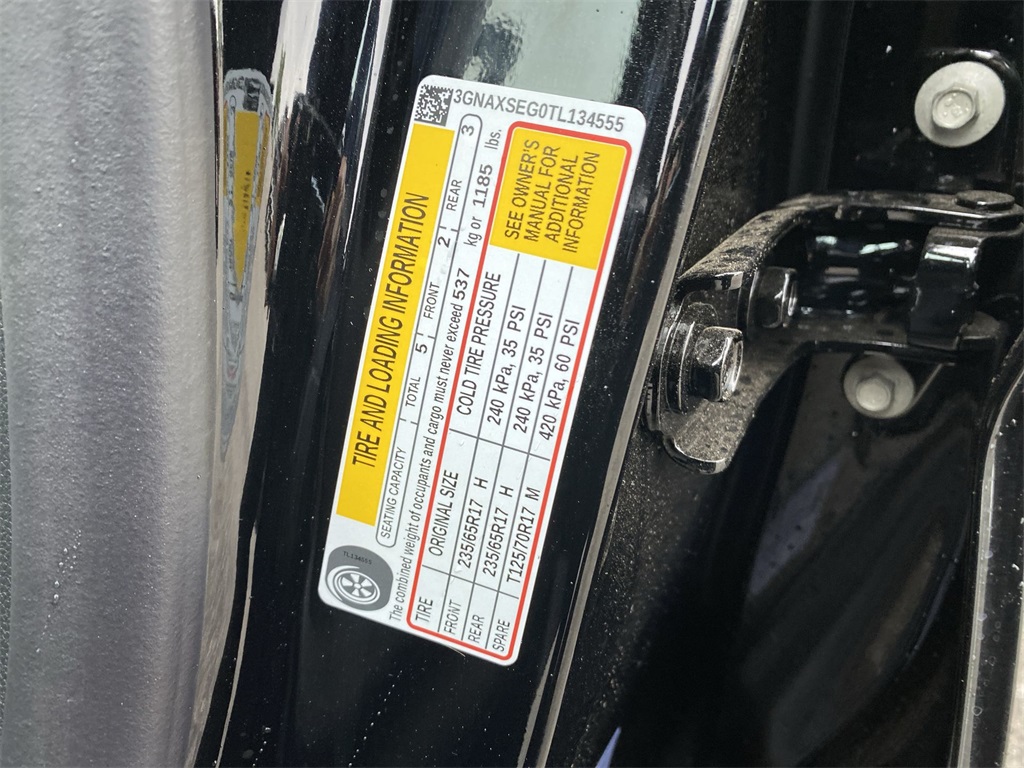 3GNAXSEG0TL134555
TIRE AND LOADING INFORMATION
SEATING CAPACITY TOTAL 5 FRONT 2 REAR 3
The combined weight of occupants and cargo must never exceed 537 kg or 1185 lbs.
TIRE ORIGINAL SIZE COLD TIRE PRESSURE
FRONT 235/65R17 H 240 kPa, 35 PSI
REAR 235/65R17 H 240 kPa, 35 PSI
SPARE T125/70R17 M 420 kPa, 60 PSI
SEE OWNER'S
MANUAL FOR
ADDITIONAL
INFORMATION
TL134555